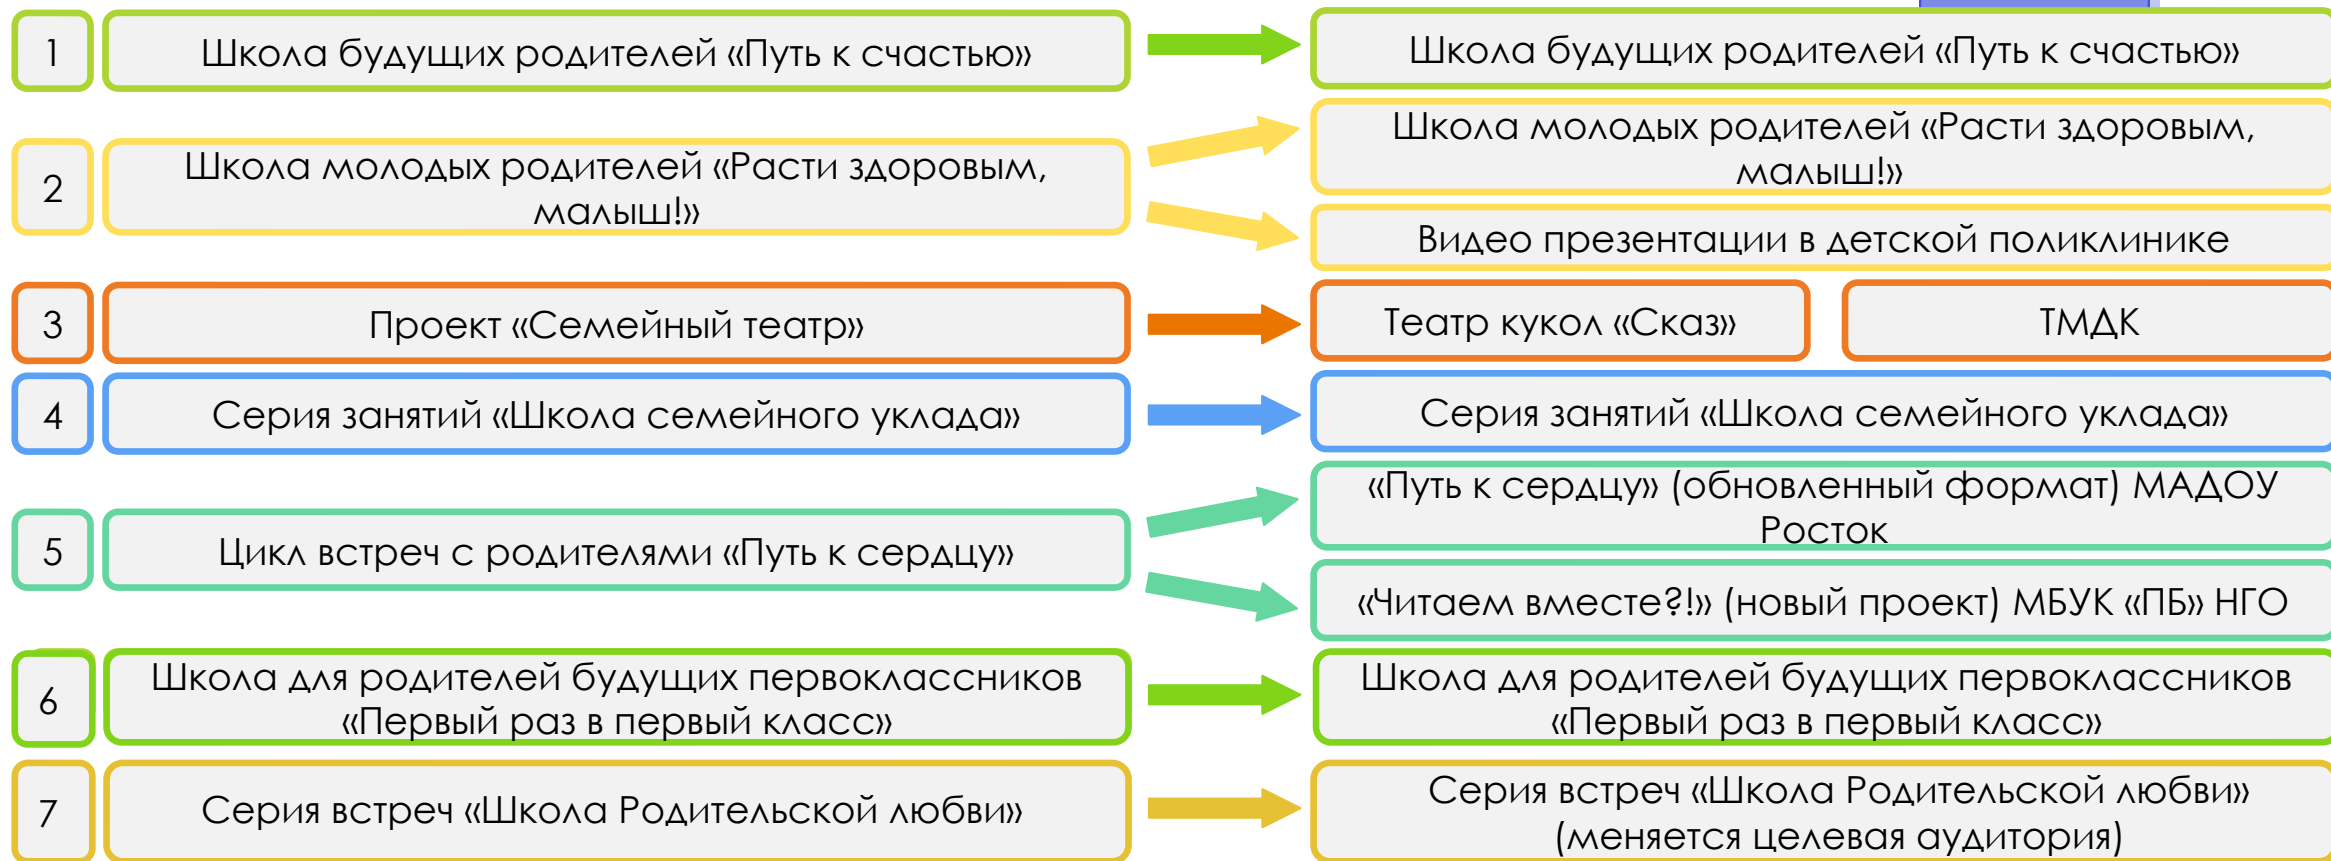 1
Школа будущих родителей «Путь к счастью»
Школа будущих родителей «Путь к счастью»
2
Школа молодых родителей «Расти здоровым,
малыш!»
Школа молодых родителей «Расти здоровым,
малыш!»
Видео презентации в детской поликлинике
3
Проект «Семейный театр»
Театр кукол «Сказ»
ТМДК
4
Серия занятий «Школа семейного уклада»
Серия занятий «Школа семейного уклада»
5
Цикл встреч с родителями «Путь к сердцу»
«Путь к сердцу» (обновленный формат) МАДОУ
Росток
«Читаем вместе?!» (новый проект) МБУК «ПБ» НГО
6
Школа для родителей будущих первоклассников
«Первый раз в первый класс»
Школа для родителей будущих первоклассников
«Первый раз в первый класс»
7
Серия встреч «Школа Родительской любви»
Серия встреч «Школа Родительской любви»
(меняется целевая аудитория)